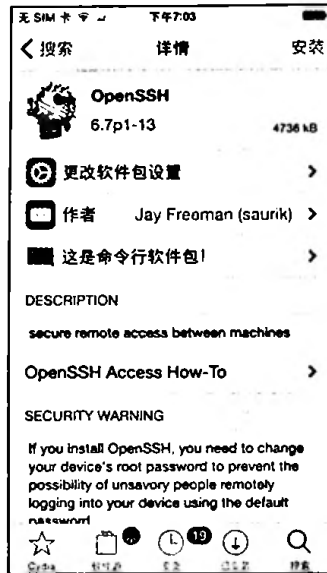 无 SIM 卡 下午7:03
搜索 详情 安装
OpenSSH
6.7p1-13 4736 kB
更改软件包设置
作者 Jay Freeman (saurik)
这是命令行软件包!
DESCRIPTION
secure remote access between machines
OpenSSH Access How-To
SECURITY WARNING
If you install OpenSSH, you need to change
your device's root password to prevent the
possibility of unsavory people remotely
logging into your device using the default
password
19
Cydia 搜索